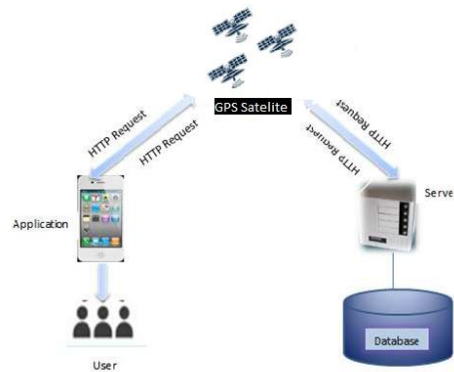 GPS Satelite
HTTP Request
HTTP Request
HTTP Request
HTTP Request
Application
Serve
Database
User